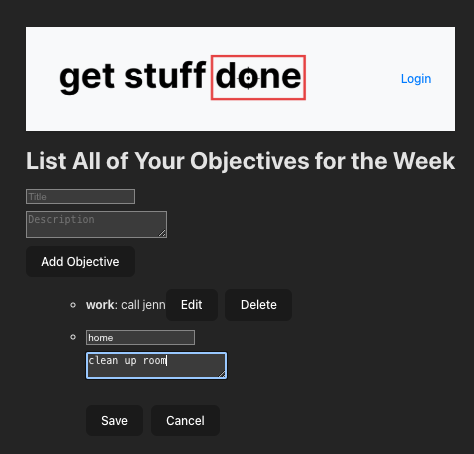 get stuff done
Login
List All of Your Objectives for the Week
Title
Description
Add Objective
work: call jenn Edit Delete
home
clean up room
Save Cancel